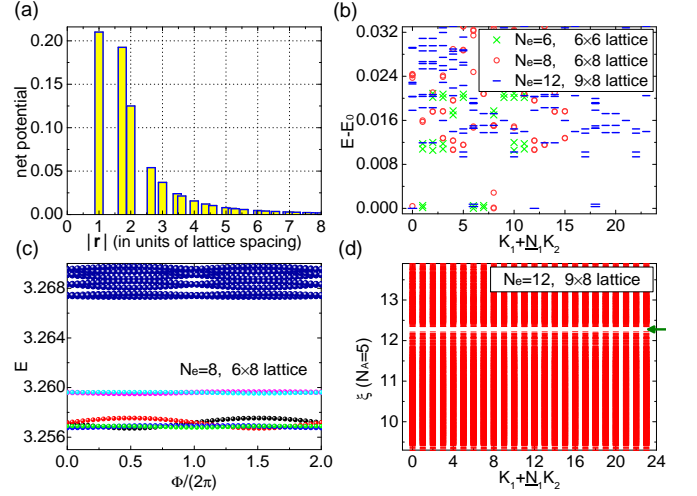 (a)
0.20
0.15
0.10
0.05
0.00
net potential
1 2 3 4 5 6 7 8
|r| (in units of lattice spacing)
(b)
0.032
0.024
0.016
0.008
0.000
E-E₀
Nₑ=6, 6×6 lattice
Nₑ=8, 6×8 lattice
Nₑ=12, 9×8 lattice
0 5 10 15 20
K₁+N₁K₂
(c)
3.268
3.264
3.260
3.256
E
Nₑ=8, 6×8 lattice
0.0 0.5 1.0 1.5 2.0
Φ/(2π)
(d)
13
12
11
10
ξ (N_A=5)
Nₑ=12, 9×8 lattice
0 4 8 12 16 20 24
K₁+N₁K₂